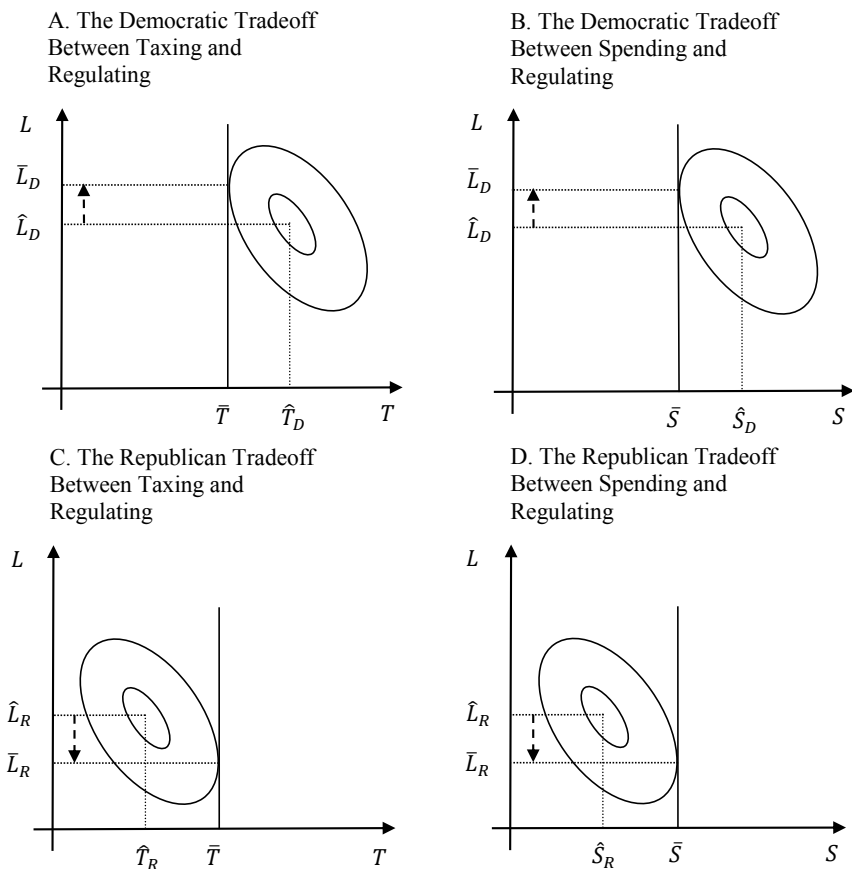 A. The Democratic Tradeoff
Between Taxing and
Regulating
L
L̄_D
L̂_D
T̄
T̂_D
T
B. The Democratic Tradeoff
Between Spending and
Regulating
L
L̄_D
L̂_D
S̄
Ŝ_D
S
C. The Republican Tradeoff
Between Taxing and
Regulating
L
L̂_R
L̄_R
T̂_R
T̄
T
D. The Republican Tradeoff
Between Spending and
Regulating
L
L̂_R
L̄_R
Ŝ_R
S̄
S